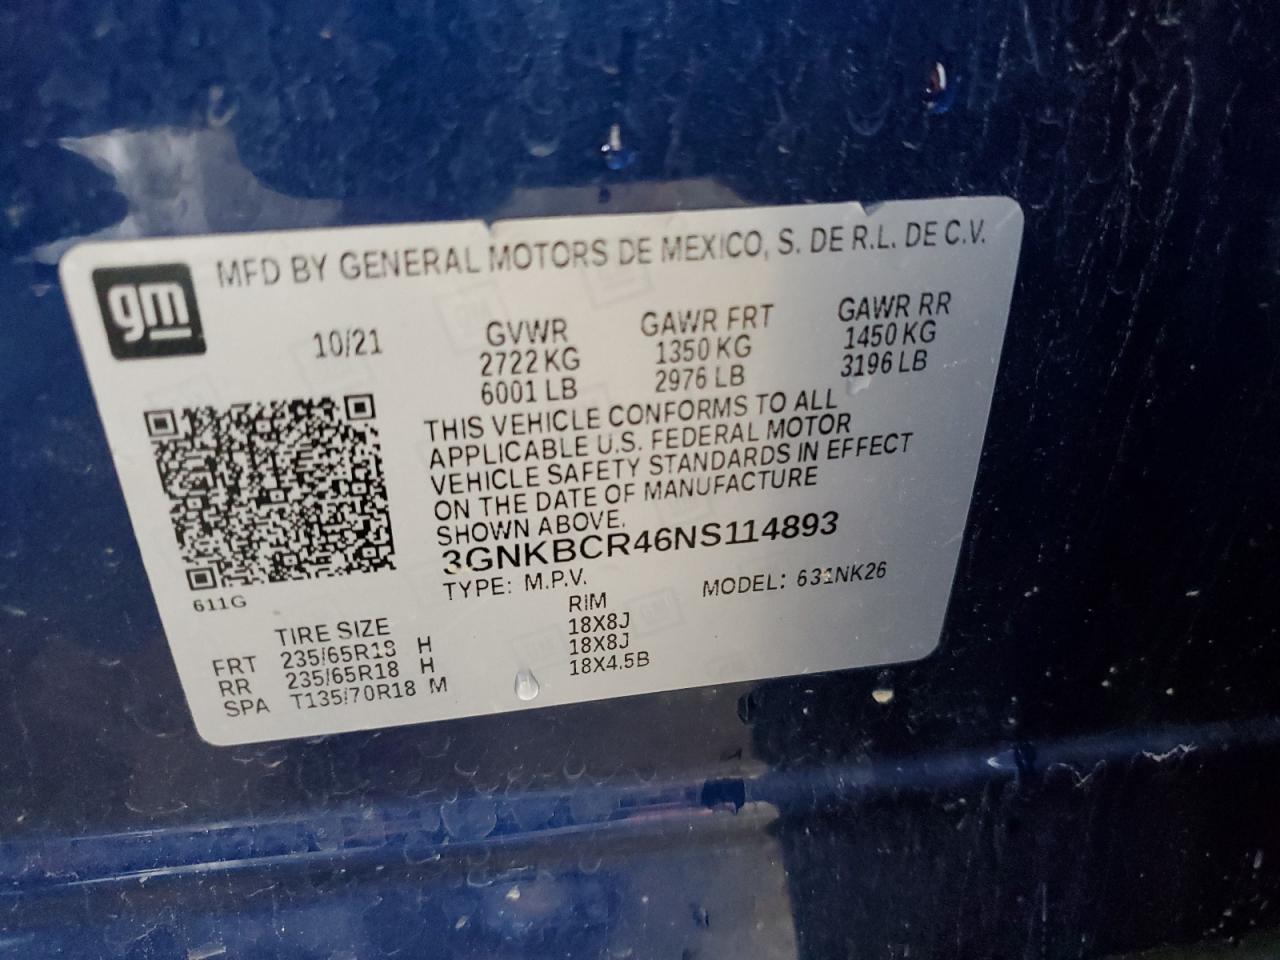 gm
MFD BY GENERAL MOTORS DE MEXICO, S. DE R.L. DE C.V.
10/21
GVWR
2722 KG
6001 LB
GAWR FRT
1350 KG
2976 LB
GAWR RR
1450 KG
3196 LB
THIS VEHICLE CONFORMS TO ALL
APPLICABLE U.S. FEDERAL MOTOR
VEHICLE SAFETY STANDARDS IN EFFECT
ON THE DATE OF MANUFACTURE
SHOWN ABOVE.
3GNKBCR46NS114893
TYPE: M.P.V. MODEL: 631NK26
611G
TIRE SIZE RIM
FRT 235/65R18 H 18X8J
RR 235/65R18 H 18X8J
SPA T135/70R18 M 18X4.5B